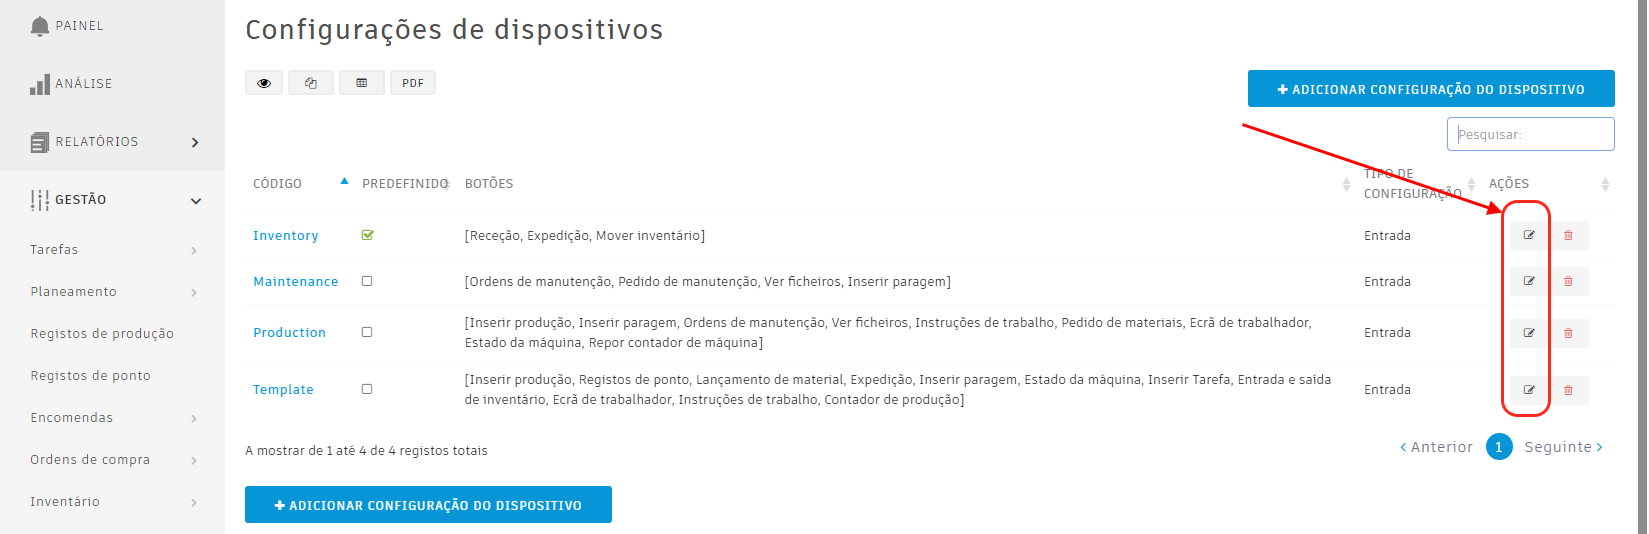 PAINEL
ANÁLISE
RELATÓRIOS
GESTÃO
Tarefas
Planeamento
Registos de produção
Registos de ponto
Encomendas
Ordens de compra
Inventário
Configurações de dispositivos
PDF
ADICIONAR CONFIGURAÇÃO DO DISPOSITIVO
Pesquisar:
CÓDIGO PREDEFINIDO BOTÕES TIPO DE CONFIGURAÇÃO AÇÕES
Inventory [Receção, Expedição, Mover inventário] Entrada
Maintenance [Ordens de manutenção, Pedido de manutenção, Ver ficheiros, Inserir paragem] Entrada
Production [Inserir produção, Inserir paragem, Ordens de manutenção, Ver ficheiros, Instruções de trabalho, Pedido de materiais, Ecrã de trabalhador, Entrada
Estado da máquina, Repor contador de máquina]
Template [Inserir produção, Registos de ponto, Lançamento de material, Expedição, Inserir paragem, Estado da máquina, Inserir Tarefa, Entrada e saída Entrada
de inventário, Ecrã de trabalhador, Instruções de trabalho, Contador de produção]
A mostrar de 1 até 4 de 4 registos totais
Anterior 1 Seguinte
ADICIONAR CONFIGURAÇÃO DO DISPOSITIVO